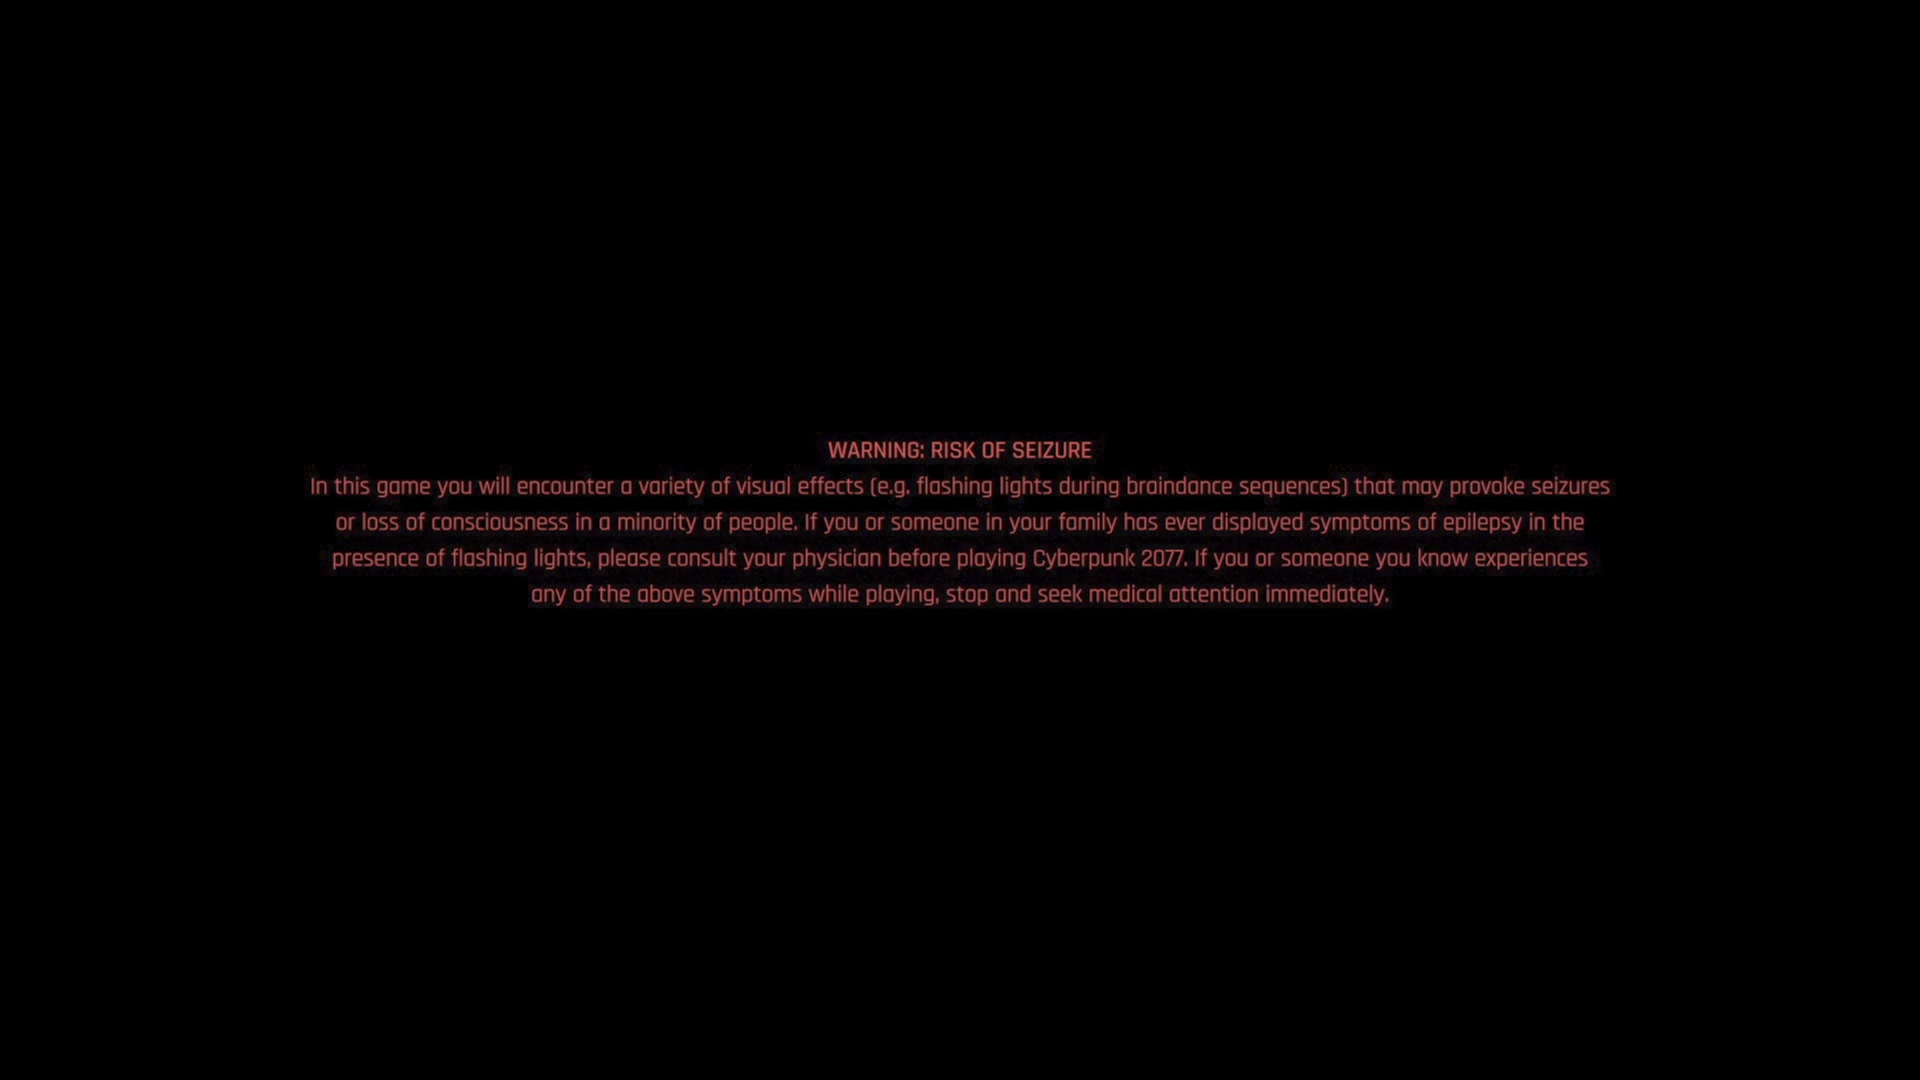 WARNING: RISK OF SEIZURE
In this game you will encounter a variety of visual effects (e.g. flashing lights during braindance sequences) that may provoke seizures
or loss of consciousness in a minority of people. If you or someone in your family has ever displayed symptoms of epilepsy in the
presence of flashing lights, please consult your physician before playing Cyberpunk 2077. If you or someone you know experiences
any of the above symptoms while playing, stop and seek medical attention immediately.